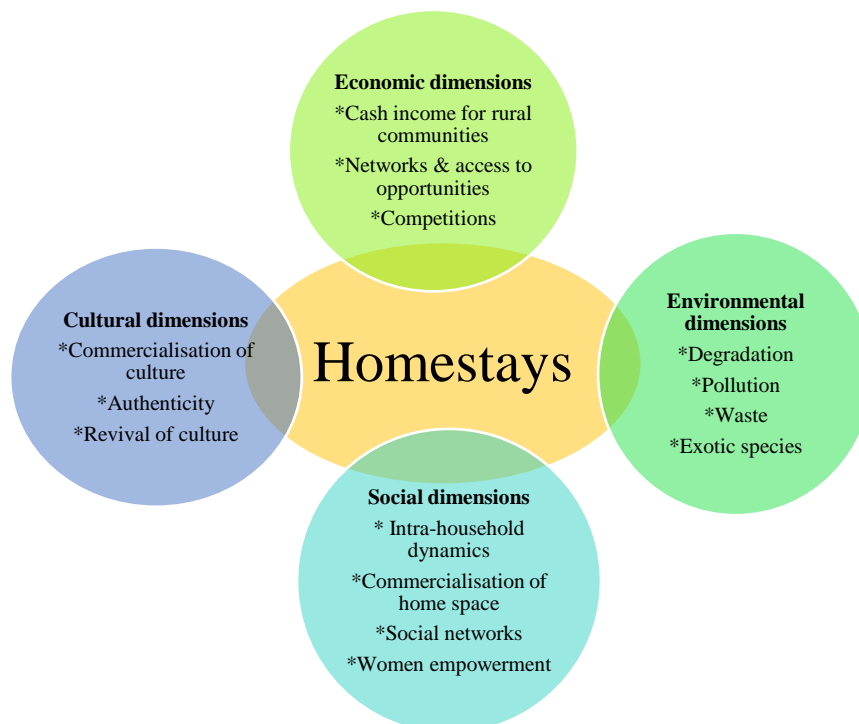 Economic dimensions
*Cash income for rural
communities
*Networks & access to
opportunities
*Competitions
Cultural dimensions
*Commercialisation of
culture
*Authenticity
*Revival of culture
Homestays
Environmental
dimensions
*Degradation
*Pollution
*Waste
*Exotic species
Social dimensions
* Intra-household
dynamics
*Commercialisation of
home space
*Social networks
*Women empowerment